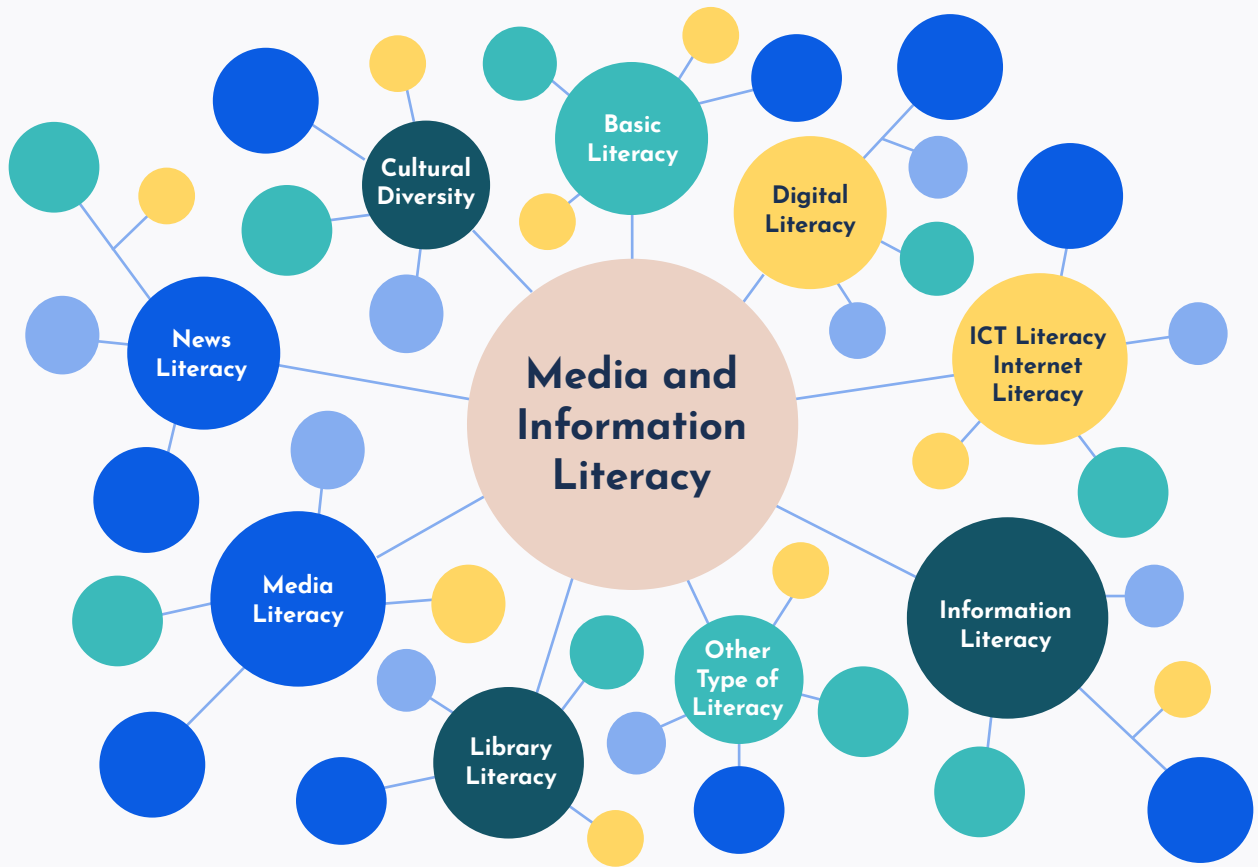 Basic
Literacy
Cultural
Diversity
Digital
Literacy
News
Literacy
ICT Literacy
Internet
Literacy
Media and
Information
Literacy
Media
Literacy
Information
Literacy
Other
Type of
Literacy
Library
Literacy